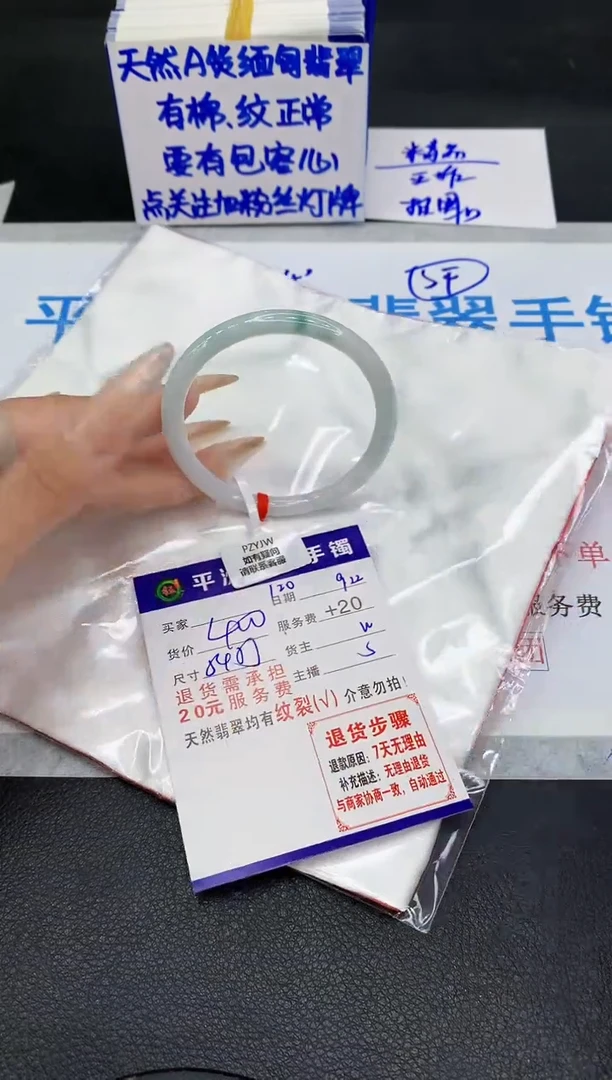 天然A货缅甸翡翠
有棉、纹正常
要有包容心
点关注加粉丝灯牌
精品
平
翡翠手镯
PZYJW
如有疑问
请联系客服
平
手镯
120
日期 922
买家
服务费 +20
货价 400
货主 W
尺寸
主播 S
退货需承担
20元服务费
天然翡翠均有纹裂(√) 介意勿拍!
退货步骤
退款原因: 7天无理由
补充描述: 无理由退货
与商家协商一致, 自动通过
单
服务费